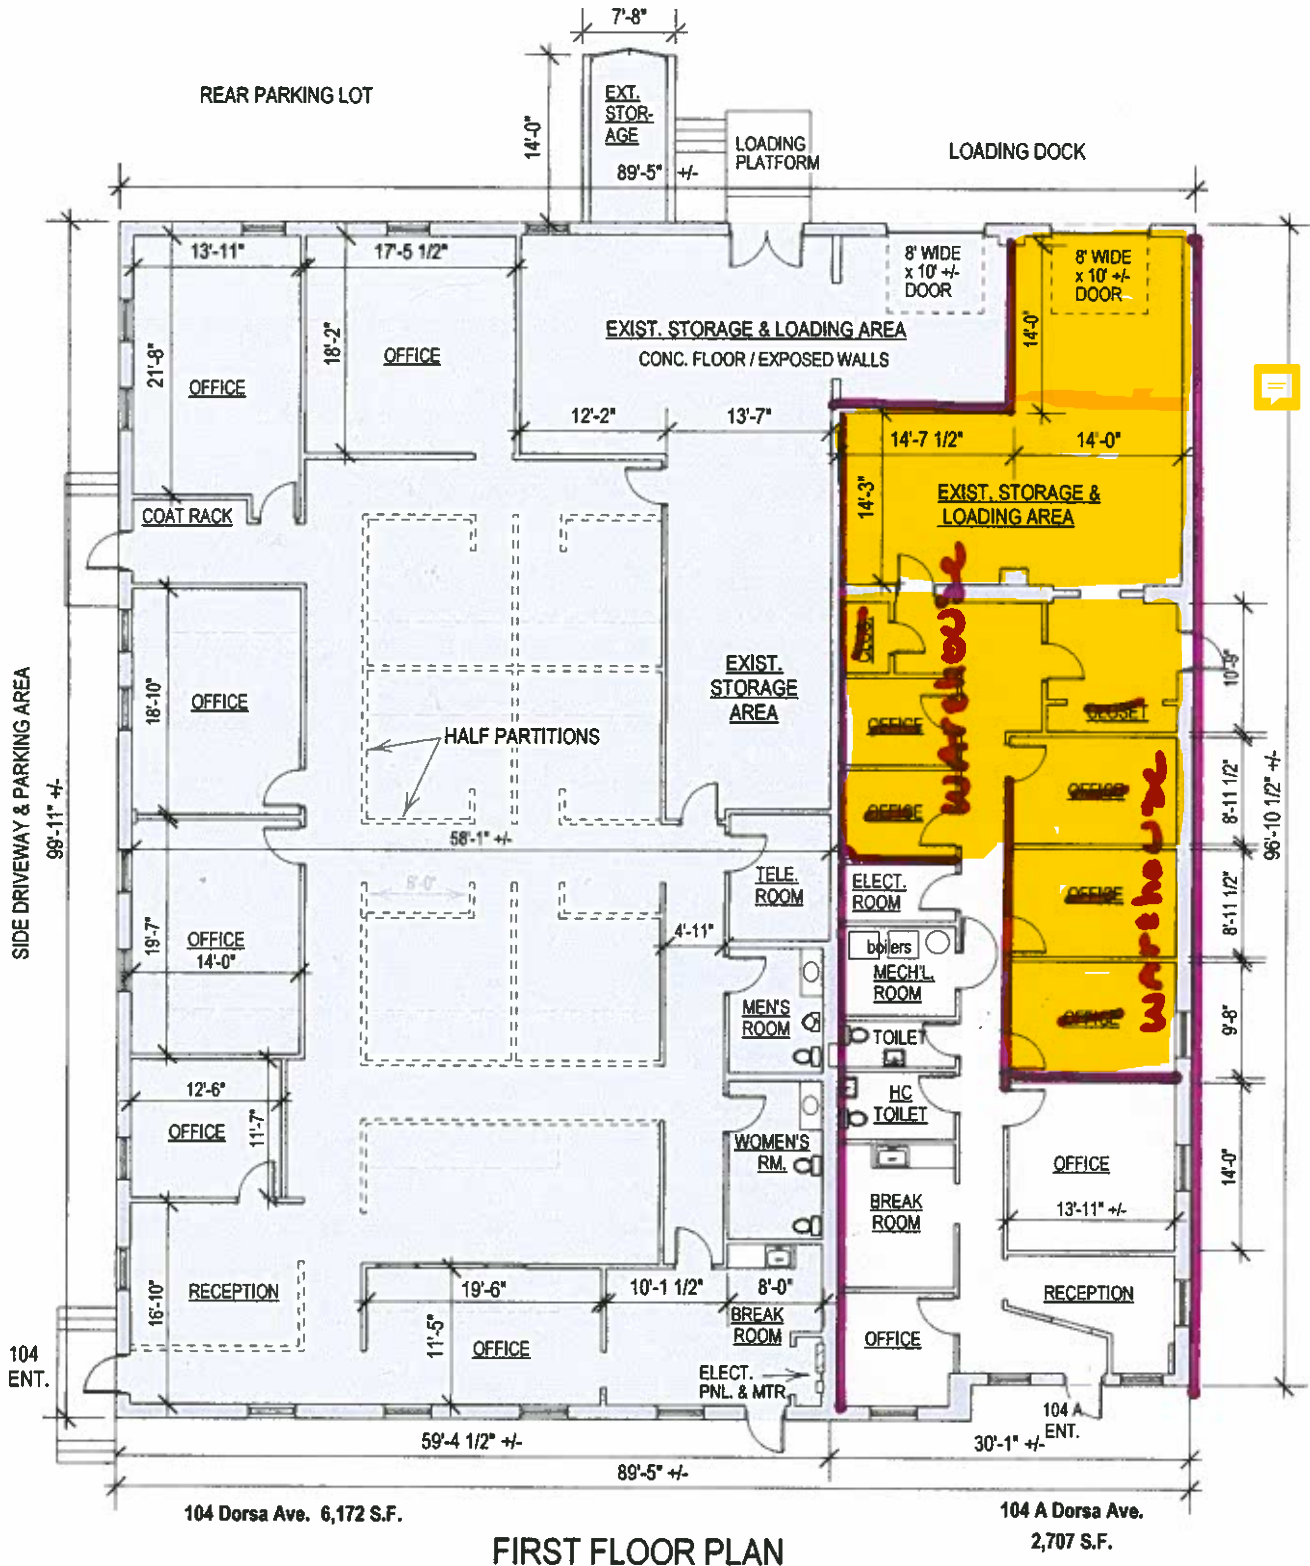 7'-8"
REAR PARKING LOT
EXT.
STOR-
AGE
14'-0"
LOADING
PLATFORM
LOADING DOCK
89'-5" +/-
13'-11"
17'-5 1/2"
8' WIDE
x 10' +/-
DOOR
8' WIDE
x 10' +/-
DOOR
21'-8"
18'-2"
OFFICE
OFFICE
EXIST. STORAGE & LOADING AREA
CONC. FLOOR / EXPOSED WALLS
14'-0"
12'-2"
13'-7"
14'-7 1/2"
14'-0"
14'-3"
EXIST. STORAGE &
LOADING AREA
COAT RACK
SIDE DRIVEWAY & PARKING AREA
99'-11" +/-
18'-10"
OFFICE
EXIST.
STORAGE
AREA
HALF PARTITIONS
CLOS.
warehouse
10'-9"
CLOSET
OFFICE
OFFICE
8'-11 1/2"
96'-10 1/2" +/-
OFFICE
58'-1" +/-
8'-0"
TELE.
ROOM
ELECT.
ROOM
OFFICE
warehouse
8'-11 1/2"
19'-7"
OFFICE
14'-0"
4'-11"
boilers
MECH'L.
ROOM
MEN'S
ROOM
TOILET
OFFICE
9'-8"
12'-6"
OFFICE
11'-7"
HC
TOILET
WOMEN'S
RM.
OFFICE
14'-0"
13'-11" +/-
BREAK
ROOM
16'-10"
RECEPTION
19'-6"
10'-1 1/2"
8'-0"
RECEPTION
BREAK
ROOM
11'-5"
OFFICE
OFFICE
104
ENT.
ELECT.
PNL. & MTR
104 A
ENT.
59'-4 1/2" +/-
30'-1" +/-
89'-5" +/-
104 Dorsa Ave. 6,172 S.F.
104 A Dorsa Ave.
2,707 S.F.
FIRST FLOOR PLAN